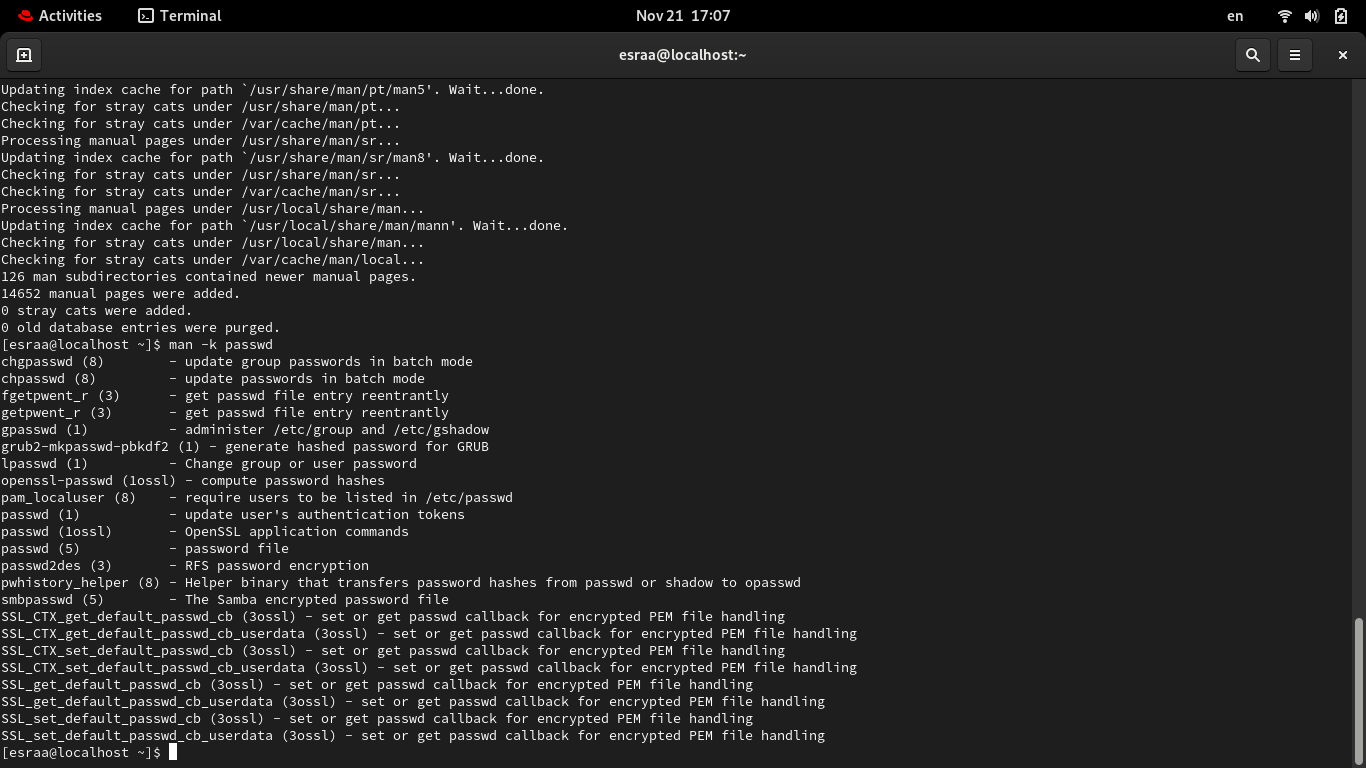 Activities Terminal Nov 21 17:07 en
esraa@localhost:~
Updating index cache for path `/usr/share/man/pt/man5'. Wait...done.
Checking for stray cats under /usr/share/man/pt...
Checking for stray cats under /var/cache/man/pt...
Processing manual pages under /usr/share/man/sr...
Updating index cache for path `/usr/share/man/sr/man8'. Wait...done.
Checking for stray cats under /usr/share/man/sr...
Checking for stray cats under /var/cache/man/sr...
Processing manual pages under /usr/local/share/man...
Updating index cache for path `/usr/local/share/man/mann'. Wait...done.
Checking for stray cats under /usr/local/share/man...
Checking for stray cats under /var/cache/man/local...
126 man subdirectories contained newer manual pages.
14652 manual pages were added.
0 stray cats were added.
0 old database entries were purged.
[esraa@localhost ~]$ man -k passwd
chgpasswd (8)        - update group passwords in batch mode
chpasswd (8)         - update passwords in batch mode
fgetpwent_r (3)      - get passwd file entry reentrantly
getpwent_r (3)       - get passwd file entry reentrantly
gpasswd (1)          - administer /etc/group and /etc/gshadow
grub2-mkpasswd-pbkdf2 (1) - generate hashed password for GRUB
lpasswd (1)          - Change group or user password
openssl-passwd (1ossl) - compute password hashes
pam_localuser (8)    - require users to be listed in /etc/passwd
passwd (1)           - update user's authentication tokens
passwd (1ossl)       - OpenSSL application commands
passwd (5)           - password file
passwd2des (3)       - RFS password encryption
pwhistory_helper (8) - Helper binary that transfers password hashes from passwd or shadow to opasswd
smbpasswd (5)        - The Samba encrypted password file
SSL_CTX_get_default_passwd_cb (3ossl) - set or get passwd callback for encrypted PEM file handling
SSL_CTX_get_default_passwd_cb_userdata (3ossl) - set or get passwd callback for encrypted PEM file handling
SSL_CTX_set_default_passwd_cb (3ossl) - set or get passwd callback for encrypted PEM file handling
SSL_CTX_set_default_passwd_cb_userdata (3ossl) - set or get passwd callback for encrypted PEM file handling
SSL_get_default_passwd_cb (3ossl) - set or get passwd callback for encrypted PEM file handling
SSL_get_default_passwd_cb_userdata (3ossl) - set or get passwd callback for encrypted PEM file handling
SSL_set_default_passwd_cb (3ossl) - set or get passwd callback for encrypted PEM file handling
SSL_set_default_passwd_cb_userdata (3ossl) - set or get passwd callback for encrypted PEM file handling
[esraa@localhost ~]$